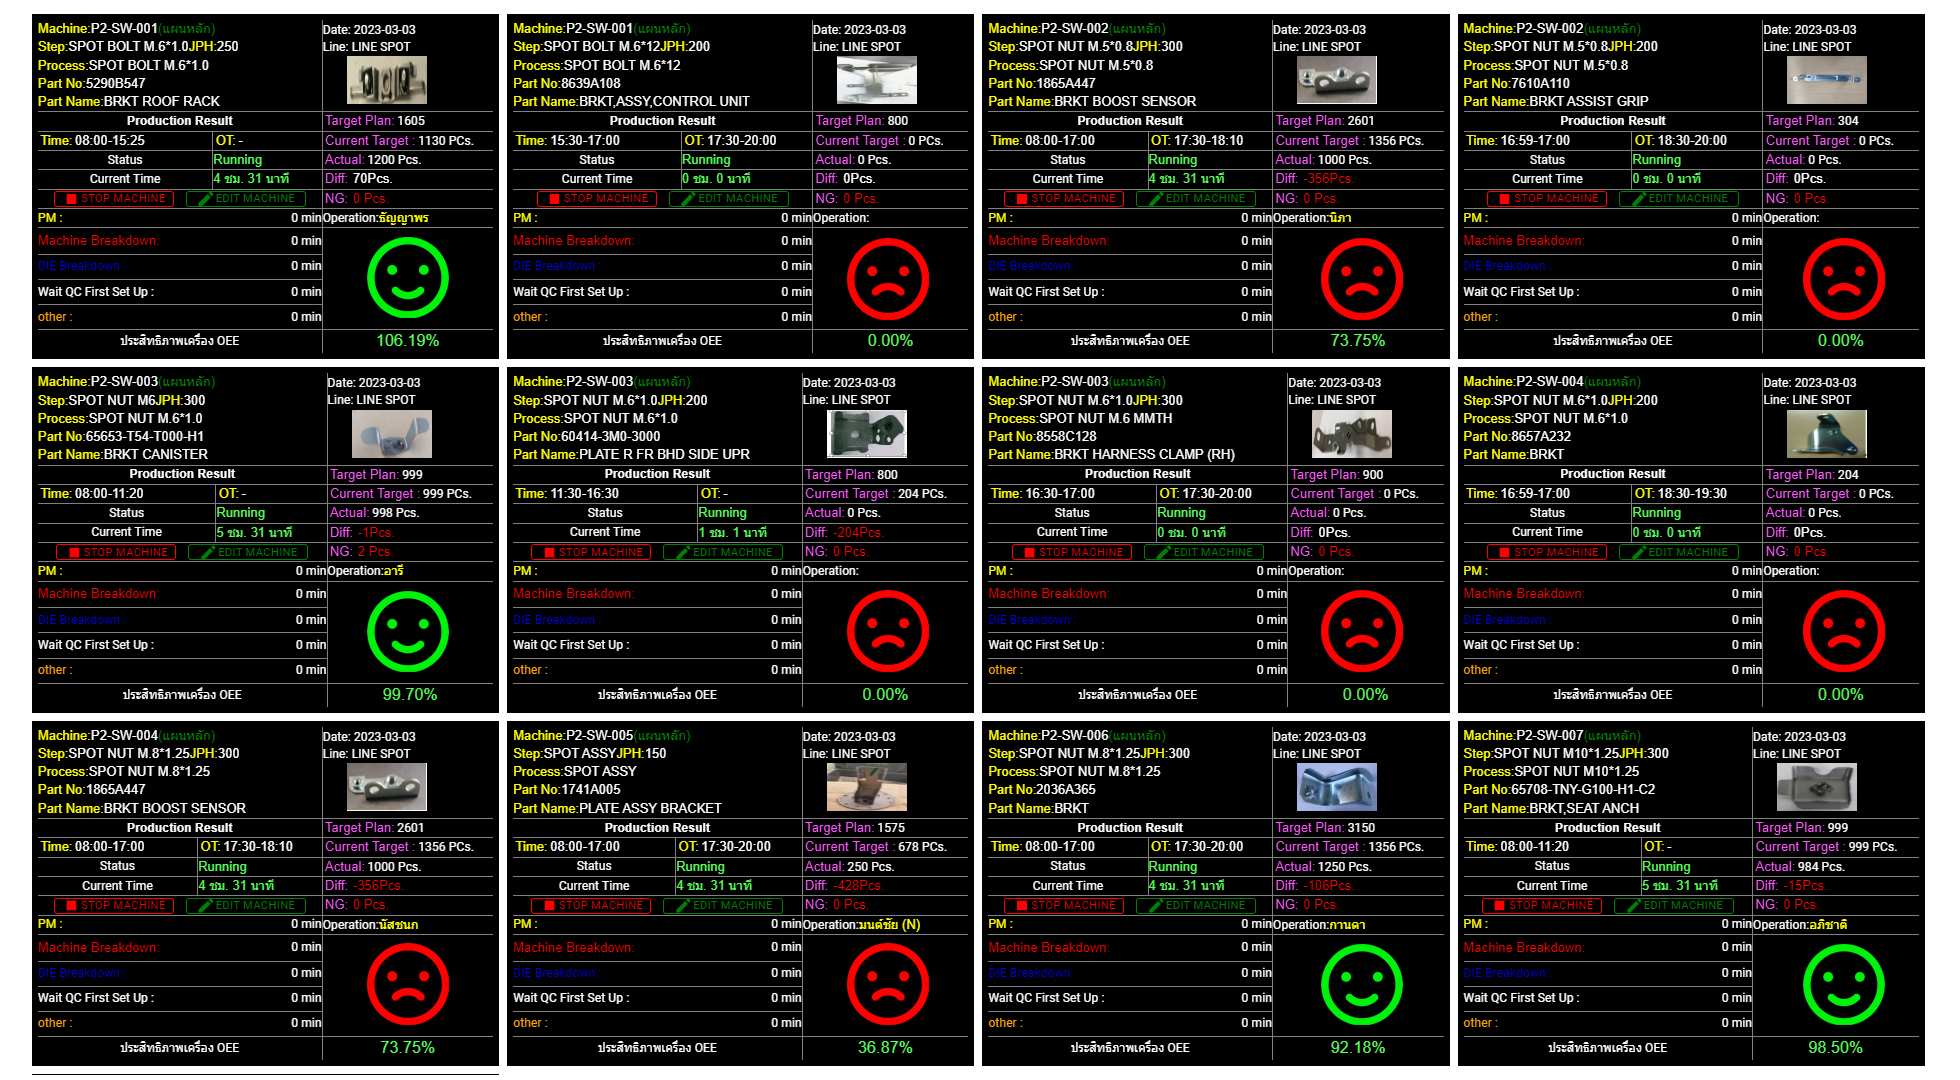 Machine:P2-SW-001(แผนหลัก)
Date: 2023-03-03
Step:SPOT BOLT M.6*1.0JPH:250
Line: LINE SPOT
Process:SPOT BOLT M.6*1.0
Part No:5290B547
Part Name:BRKT ROOF RACK
Production Result
Target Plan: 1605
Time: 08:00-15:25 OT: -
Current Target : 1130 PCs.
Status Running
Actual: 1200 Pcs.
Current Time 4 ชม. 31 นาที
Diff: 70Pcs.
STOP MACHINE EDIT MACHINE
NG: 0 Pcs.
PM : 0 min
Operation:ธัญญาพร
Machine Breakdown: 0 min
DIE Breakdown : 0 min
Wait QC First Set Up : 0 min
other : 0 min
ประสิทธิภาพเครื่อง OEE 106.19%
Machine:P2-SW-001(แผนหลัก)
Date: 2023-03-03
Step:SPOT BOLT M.6*12JPH:200
Line: LINE SPOT
Process:SPOT BOLT M.6*12
Part No:8639A108
Part Name:BRKT,ASSY,CONTROL UNIT
Production Result
Target Plan: 800
Time: 15:30-17:00 OT: 17:30-20:00
Current Target : 0 PCs.
Status Running
Actual: 0 Pcs.
Current Time 0 ชม. 0 นาที
Diff: 0Pcs.
STOP MACHINE EDIT MACHINE
NG: 0 Pcs.
PM : 0 min
Operation:
Machine Breakdown: 0 min
DIE Breakdown : 0 min
Wait QC First Set Up : 0 min
other : 0 min
ประสิทธิภาพเครื่อง OEE 0.00%
Machine:P2-SW-002(แผนหลัก)
Date: 2023-03-03
Step:SPOT NUT M.5*0.8JPH:300
Line: LINE SPOT
Process:SPOT NUT M.5*0.8
Part No:1865A447
Part Name:BRKT BOOST SENSOR
Production Result
Target Plan: 2601
Time: 08:00-17:00 OT: 17:30-18:10
Current Target : 1356 PCs.
Status Running
Actual: 1000 Pcs.
Current Time 4 ชม. 31 นาที
Diff: -356Pcs.
STOP MACHINE EDIT MACHINE
NG: 0 Pcs.
PM : 0 min
Operation:นิภา
Machine Breakdown: 0 min
DIE Breakdown : 0 min
Wait QC First Set Up : 0 min
other : 0 min
ประสิทธิภาพเครื่อง OEE 73.75%
Machine:P2-SW-002(แผนหลัก)
Date: 2023-03-03
Step:SPOT NUT M.5*0.8JPH:200
Line: LINE SPOT
Process:SPOT NUT M.5*0.8
Part No:7610A110
Part Name:BRKT ASSIST GRIP
Production Result
Target Plan: 304
Time: 16:59-17:00 OT: 18:30-20:00
Current Target : 0 PCs.
Status Running
Actual: 0 Pcs.
Current Time 0 ชม. 0 นาที
Diff: 0Pcs.
STOP MACHINE EDIT MACHINE
NG: 0 Pcs.
PM : 0 min
Operation:
Machine Breakdown: 0 min
DIE Breakdown : 0 min
Wait QC First Set Up : 0 min
other : 0 min
ประสิทธิภาพเครื่อง OEE 0.00%
Machine:P2-SW-003(แผนหลัก)
Date: 2023-03-03
Step:SPOT NUT M6JPH:300
Line: LINE SPOT
Process:SPOT NUT M.6*1.0
Part No:65653-T54-T000-H1
Part Name:BRKT CANISTER
Production Result
Target Plan: 999
Time: 08:00-11:20 OT: -
Current Target : 999 PCs.
Status Running
Actual: 998 Pcs.
Current Time 5 ชม. 31 นาที
Diff: -1Pcs.
STOP MACHINE EDIT MACHINE
NG: 2 Pcs.
PM : 0 min
Operation:อารี
Machine Breakdown: 0 min
DIE Breakdown : 0 min
Wait QC First Set Up : 0 min
other : 0 min
ประสิทธิภาพเครื่อง OEE 99.70%
Machine:P2-SW-003(แผนหลัก)
Date: 2023-03-03
Step:SPOT NUT M.6*1.0JPH:200
Line: LINE SPOT
Process:SPOT NUT M.6*1.0
Part No:60414-3M0-3000
Part Name:PLATE R FR BHD SIDE UPR
Production Result
Target Plan: 800
Time: 11:30-16:30 OT: -
Current Target : 204 PCs.
Status Running
Actual: 0 Pcs.
Current Time 1 ชม. 1 นาที
Diff: -204Pcs.
STOP MACHINE EDIT MACHINE
NG: 0 Pcs.
PM : 0 min
Operation:
Machine Breakdown: 0 min
DIE Breakdown : 0 min
Wait QC First Set Up : 0 min
other : 0 min
ประสิทธิภาพเครื่อง OEE 0.00%
Machine:P2-SW-003(แผนหลัก)
Date: 2023-03-03
Step:SPOT NUT M.6*1.0JPH:300
Line: LINE SPOT
Process:SPOT NUT M.6 MMTH
Part No:8558C128
Part Name:BRKT HARNESS CLAMP (RH)
Production Result
Target Plan: 900
Time: 16:30-17:00 OT: 17:30-20:00
Current Target : 0 PCs.
Status Running
Actual: 0 Pcs.
Current Time 0 ชม. 0 นาที
Diff: 0Pcs.
STOP MACHINE EDIT MACHINE
NG: 0 Pcs.
PM : 0 min
Operation:
Machine Breakdown: 0 min
DIE Breakdown : 0 min
Wait QC First Set Up : 0 min
other : 0 min
ประสิทธิภาพเครื่อง OEE 0.00%
Machine:P2-SW-004(แผนหลัก)
Date: 2023-03-03
Step:SPOT NUT M.6*1.0JPH:200
Line: LINE SPOT
Process:SPOT NUT M.6*1.0
Part No:8657A232
Part Name:BRKT
Production Result
Target Plan: 204
Time: 16:59-17:00 OT: 18:30-19:30
Current Target : 0 PCs.
Status Running
Actual: 0 Pcs.
Current Time 0 ชม. 0 นาที
Diff: 0Pcs.
STOP MACHINE EDIT MACHINE
NG: 0 Pcs.
PM : 0 min
Operation:
Machine Breakdown: 0 min
DIE Breakdown : 0 min
Wait QC First Set Up : 0 min
other : 0 min
ประสิทธิภาพเครื่อง OEE 0.00%
Machine:P2-SW-004(แผนหลัก)
Date: 2023-03-03
Step:SPOT NUT M.8*1.25JPH:300
Line: LINE SPOT
Process:SPOT NUT M.8*1.25
Part No:1865A447
Part Name:BRKT BOOST SENSOR
Production Result
Target Plan: 2601
Time: 08:00-17:00 OT: 17:30-18:10
Current Target : 1356 PCs.
Status Running
Actual: 1000 Pcs.
Current Time 4 ชม. 31 นาที
Diff: -356Pcs.
STOP MACHINE EDIT MACHINE
NG: 0 Pcs.
PM : 0 min
Operation:นัสชนก
Machine Breakdown: 0 min
DIE Breakdown : 0 min
Wait QC First Set Up : 0 min
other : 0 min
ประสิทธิภาพเครื่อง OEE 73.75%
Machine:P2-SW-005(แผนหลัก)
Date: 2023-03-03
Step:SPOT ASSYJPH:150
Line: LINE SPOT
Process:SPOT ASSY
Part No:1741A005
Part Name:PLATE ASSY BRACKET
Production Result
Target Plan: 1575
Time: 08:00-17:00 OT: 17:30-20:00
Current Target : 678 PCs.
Status Running
Actual: 250 Pcs.
Current Time 4 ชม. 31 นาที
Diff: -428Pcs.
STOP MACHINE EDIT MACHINE
NG: 0 Pcs.
PM : 0 min
Operation:มนต์ชัย (N)
Machine Breakdown: 0 min
DIE Breakdown : 0 min
Wait QC First Set Up : 0 min
other : 0 min
ประสิทธิภาพเครื่อง OEE 36.87%
Machine:P2-SW-006(แผนหลัก)
Date: 2023-03-03
Step:SPOT NUT M.8*1.25JPH:300
Line: LINE SPOT
Process:SPOT NUT M.8*1.25
Part No:2036A365
Part Name:BRKT
Production Result
Target Plan: 3150
Time: 08:00-17:00 OT: 17:30-20:00
Current Target : 1356 PCs.
Status Running
Actual: 1250 Pcs.
Current Time 4 ชม. 31 นาที
Diff: -106Pcs.
STOP MACHINE EDIT MACHINE
NG: 0 Pcs.
PM : 0 min
Operation:กานดา
Machine Breakdown: 0 min
DIE Breakdown : 0 min
Wait QC First Set Up : 0 min
other : 0 min
ประสิทธิภาพเครื่อง OEE 92.18%
Machine:P2-SW-007(แผนหลัก)
Date: 2023-03-03
Step:SPOT NUT M10*1.25JPH:300
Line: LINE SPOT
Process:SPOT NUT M10*1.25
Part No:65708-TNY-G100-H1-C2
Part Name:BRKT,SEAT ANCH
Production Result
Target Plan: 999
Time: 08:00-11:20 OT: -
Current Target : 999 PCs.
Status Running
Actual: 984 Pcs.
Current Time 5 ชม. 31 นาที
Diff: -15Pcs.
STOP MACHINE EDIT MACHINE
NG: 0 Pcs.
PM : 0 min
Operation:อภิชาติ
Machine Breakdown: 0 min
DIE Breakdown : 0 min
Wait QC First Set Up : 0 min
other : 0 min
ประสิทธิภาพเครื่อง OEE 98.50%